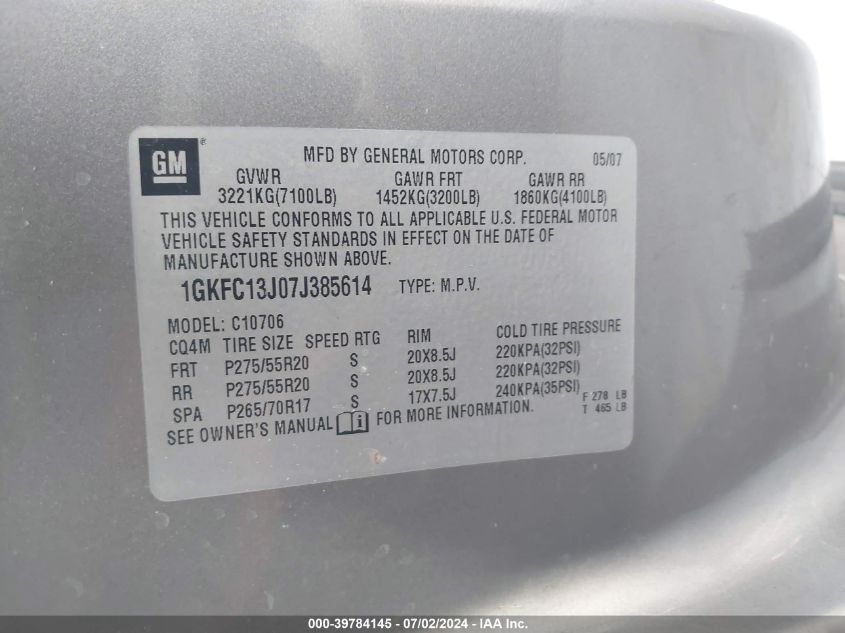 GM® MFD BY GENERAL MOTORS CORP. 05/07
GVWR GAWR FRT GAWR RR
3221KG(7100LB) 1452KG(3200LB) 1860KG(4100LB)
THIS VEHICLE CONFORMS TO ALL APPLICABLE U.S. FEDERAL MOTOR
VEHICLE SAFETY STANDARDS IN EFFECT ON THE DATE OF
MANUFACTURE SHOWN ABOVE.
1GKFC13J07J385614 TYPE: M.P.V.
MODEL: C10706
CQ4M TIRE SIZE SPEED RTG RIM COLD TIRE PRESSURE
FRT P275/55R20 S 20X8.5J 220KPA(32PSI)
RR P275/55R20 S 20X8.5J 220KPA(32PSI)
SPA P265/70R17 S 17X7.5J 240KPA(35PSI) F 278 LB
T 465 LB
SEE OWNER'S MANUAL i FOR MORE INFORMATION.
000-39784145 - 07/02/2024 - IAA Inc.